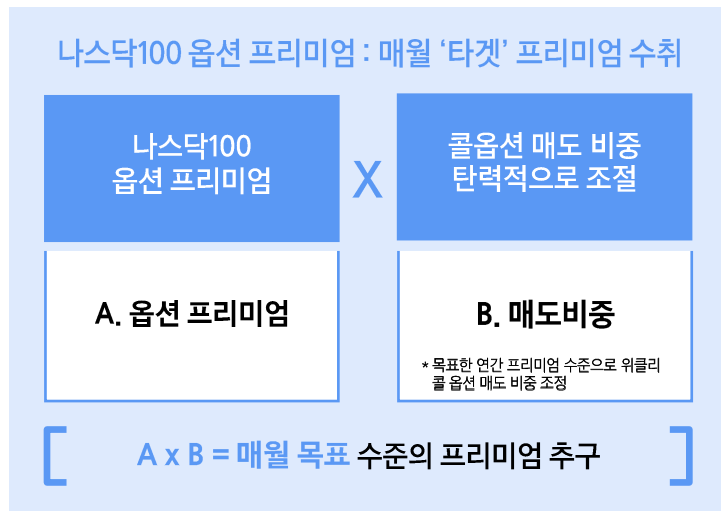 나스닥100 옵션 프리미엄 : 매월 ‘타겟’ 프리미엄 수취
나스닥100
옵션 프리미엄
X
콜옵션 매도 비중
탄력적으로 조절
A. 옵션 프리미엄
B. 매도비중
* 목표한 연간 프리미엄 수준으로 위클리
콜 옵션 매도 비중 조정
[ A x B = 매월 목표 수준의 프리미엄 추구 ]